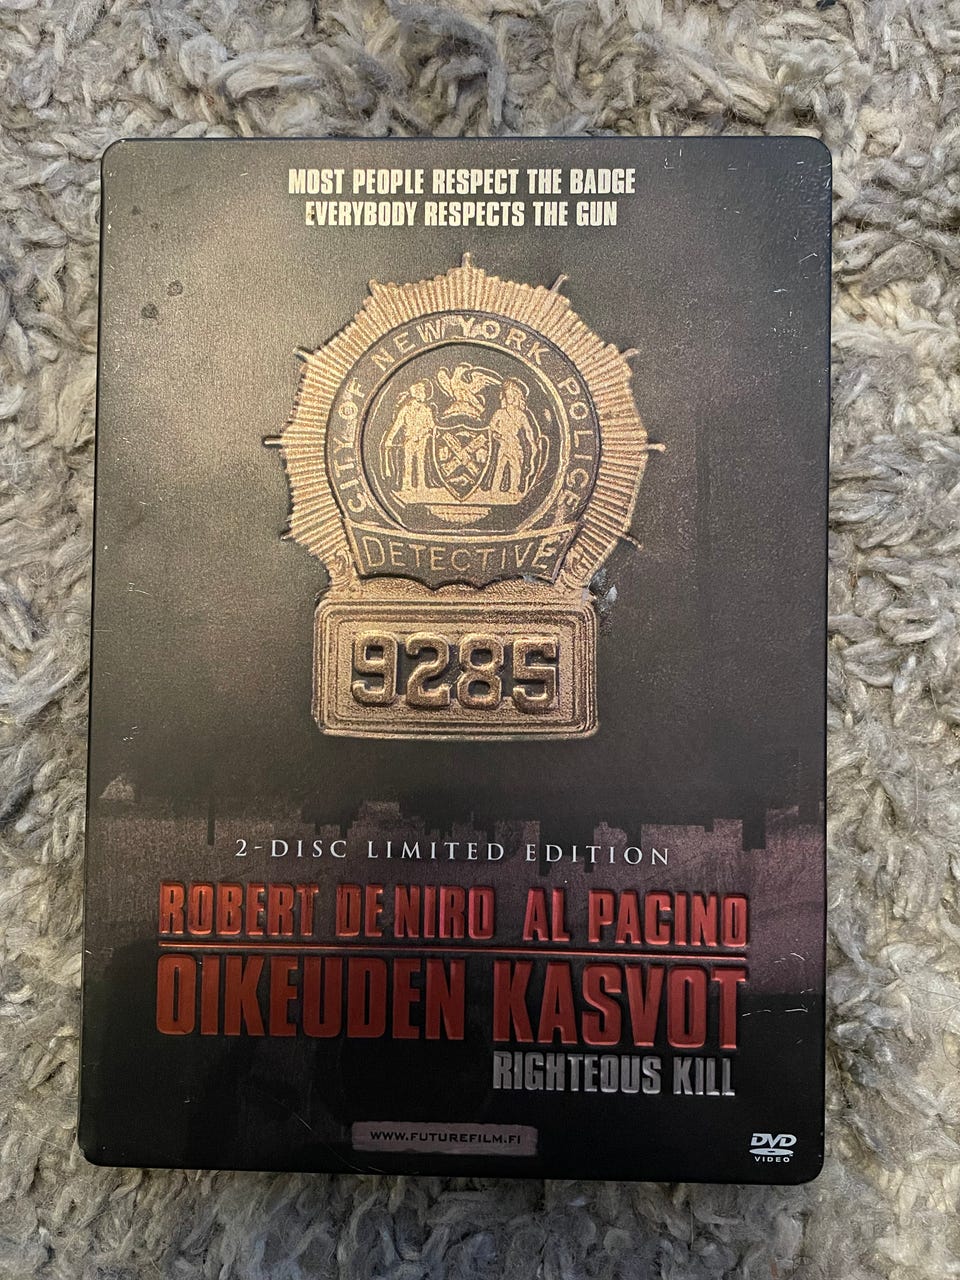 MOST PEOPLE RESPECT THE BADGE
EVERYBODY RESPECTS THE GUN
CITY OF NEW YORK POLICE
DETECTIVE
9285
2-DISC LIMITED EDITION
ROBERT DE NIRO AL PACINO
OIKEUDEN KASVOT
RIGHTEOUS KILL
WWW.FUTUREFILM.FI
DVD
VIDEO